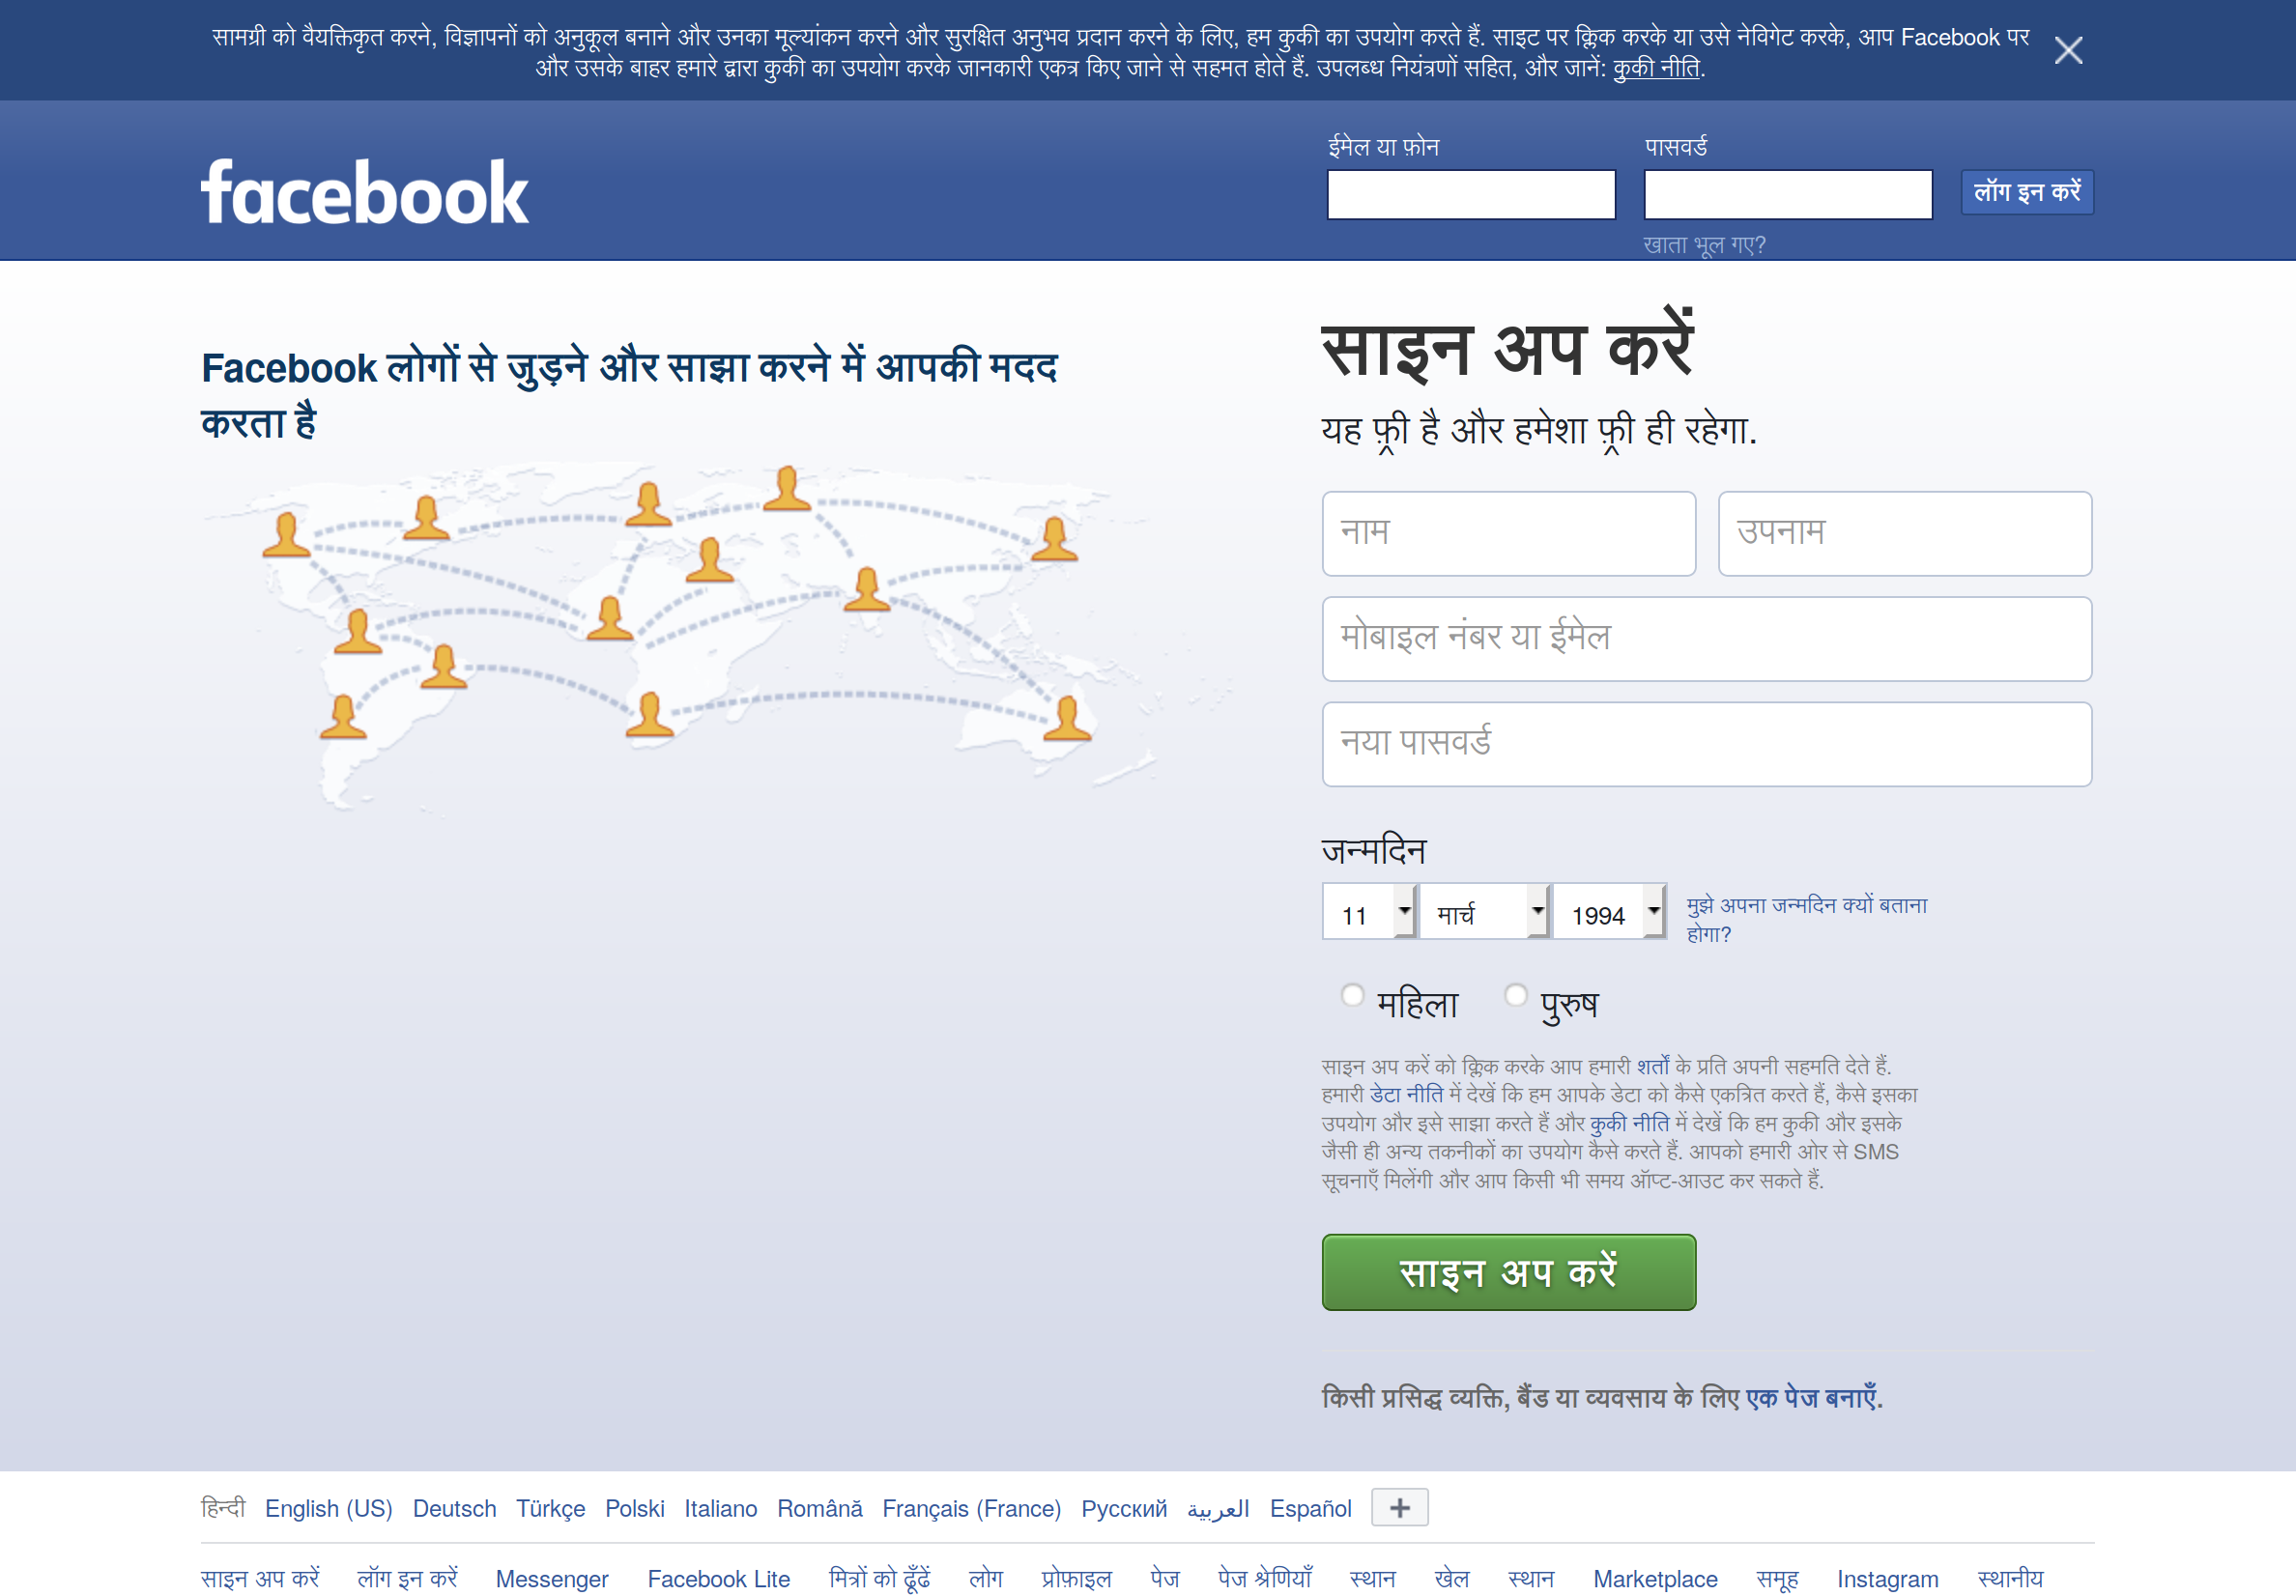 सामग्री को वैयक्तिकृत करने, विज्ञापनों को अनुकूल बनाने और उनका मूल्यांकन करने और सुरक्षित अनुभव प्रदान करने के लिए, हम कुकी का उपयोग करते हैं. साइट पर क्लिक करके या उसे नेविगेट करके, आप Facebook पर
और उसके बाहर हमारे द्वारा कुकी का उपयोग करके जानकारी एकत्र किए जाने से सहमत होते हैं. उपलब्ध नियंत्रणों सहित, और जानें: कुकी नीति.
facebook
ईमेल या फ़ोन
पासवर्ड
लॉग इन करें
खाता भूल गए?
Facebook लोगों से जुड़ने और साझा करने में आपकी मदद
करता है
साइन अप करें
यह फ़्री है और हमेशा फ़्री ही रहेगा.
नाम उपनाम
मोबाइल नंबर या ईमेल
नया पासवर्ड
जन्मदिन
11 मार्च 1994
मुझे अपना जन्मदिन क्यों बताना
होगा?
महिला पुरुष
साइन अप करें को क्लिक करके आप हमारी शर्तों के प्रति अपनी सहमति देते हैं.
हमारी डेटा नीति में देखें कि हम आपके डेटा को कैसे एकत्रित करते हैं, कैसे इसका
उपयोग और इसे साझा करते हैं और कुकी नीति में देखें कि हम कुकी और इसके
जैसी ही अन्य तकनीकों का उपयोग कैसे करते हैं. आपको हमारी ओर से SMS
सूचनाएँ मिलेंगी और आप किसी भी समय ऑप्ट-आउट कर सकते हैं.
साइन अप करें
किसी प्रसिद्ध व्यक्ति, बैंड या व्यवसाय के लिए एक पेज बनाएँ.
हिन्दी English (US) Deutsch Türkçe Polski Italiano Română Français (France) Русский العربية Español
साइन अप करें लॉग इन करें Messenger Facebook Lite मित्रों को ढूँढें लोग प्रोफ़ाइल पेज पेज श्रेणियाँ स्थान खेल स्थान Marketplace समूह Instagram स्थानीय